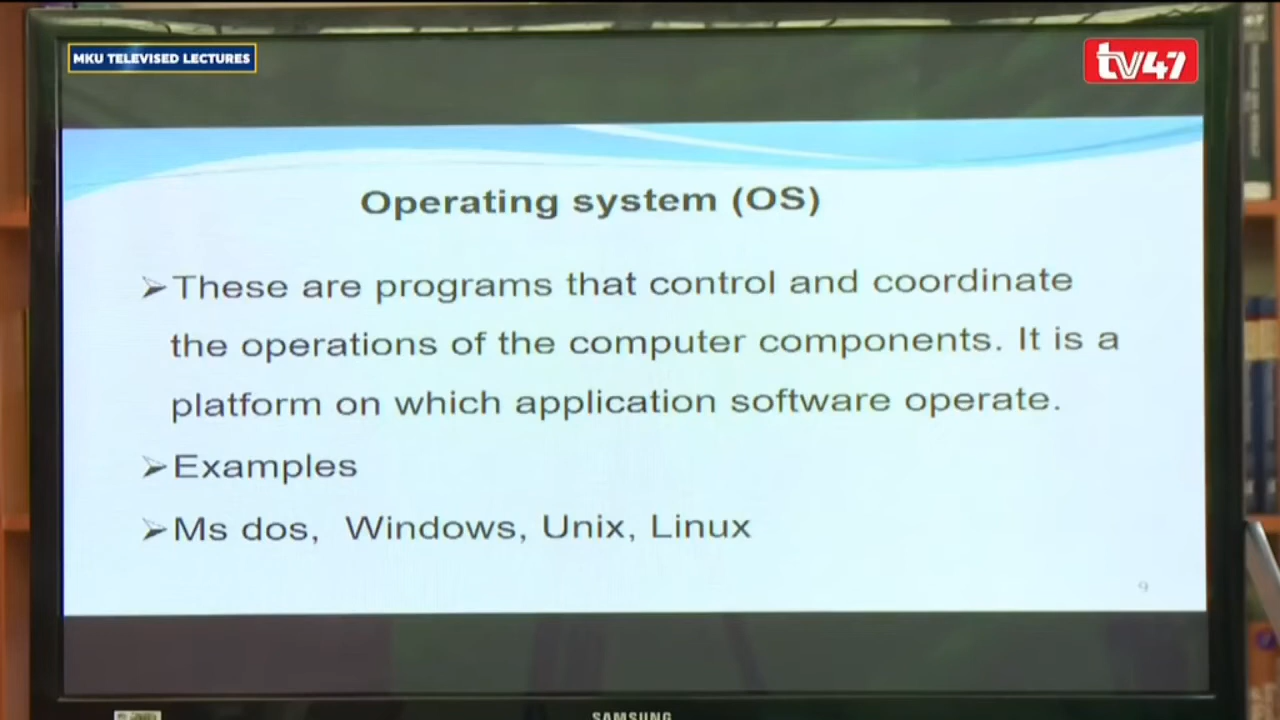 MKU TELEVISED LECTURES
tv47
Operating system (OS)
➢These are programs that control and coordinate
the operations of the computer components. It is a
platform on which application software operate.
➢Examples
➢Ms dos, Windows, Unix, Linux
9
SAMSUNG